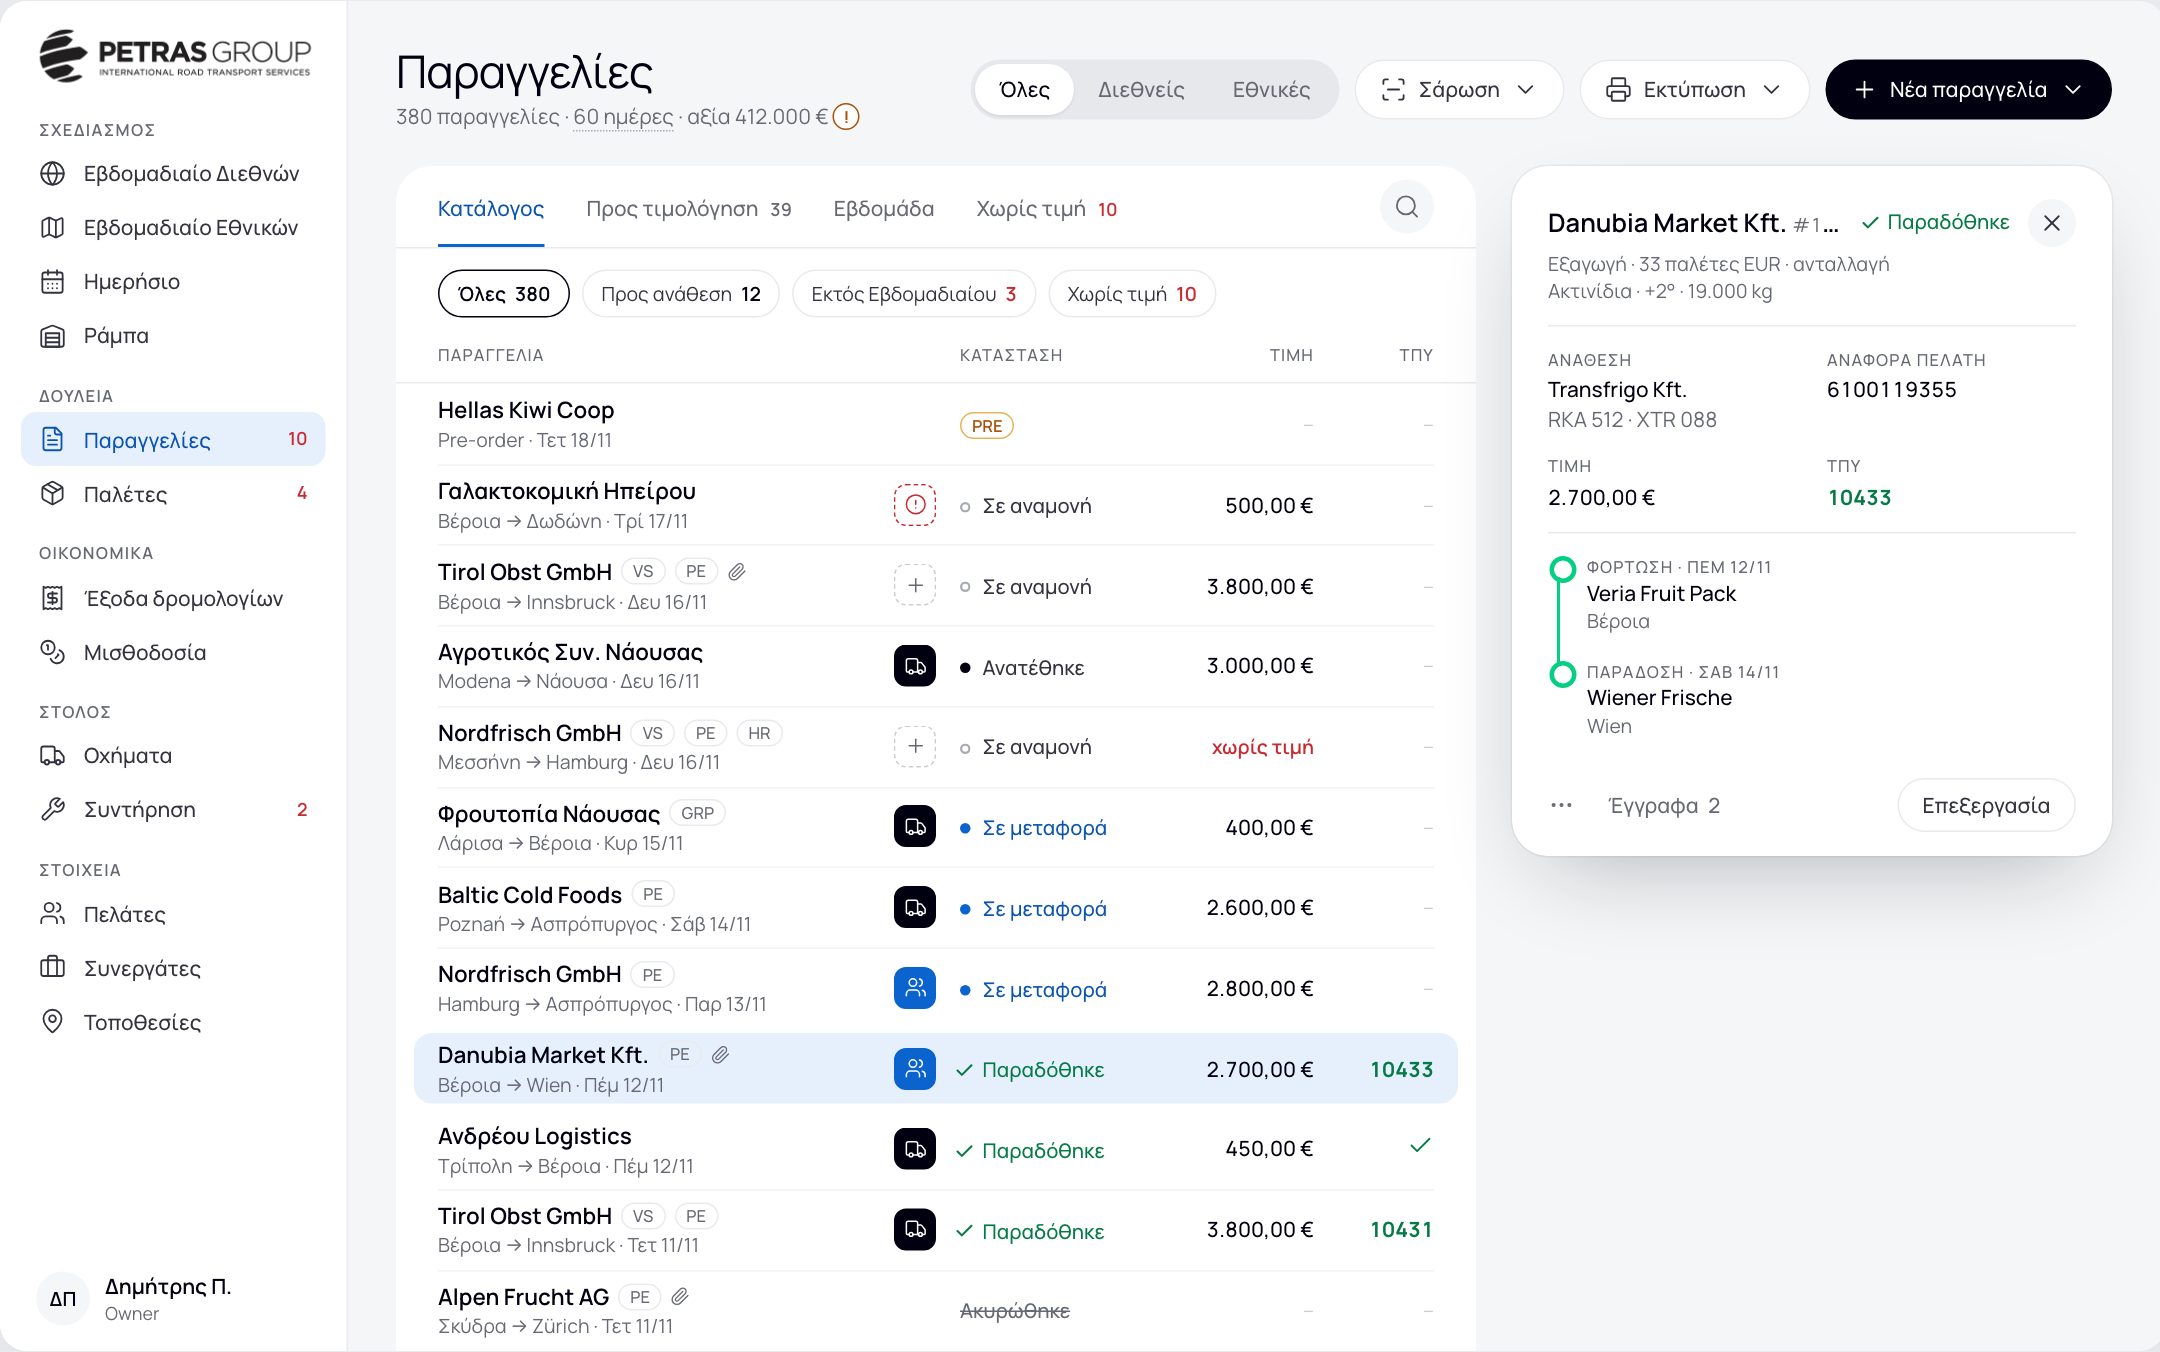 PETRAS GROUP
INTERNATIONAL ROAD TRANSPORT SERVICES
ΣΧΕΔΙΑΣΜΟΣ
Εβδομαδιαίο Διεθνών
Εβδομαδιαίο Εθνικών
Ημερήσιο
Ράμπα
ΔΟΥΛΕΙΑ
Παραγγελίες 10
Παλέτες 4
ΟΙΚΟΝΟΜΙΚΑ
Έξοδα δρομολογίων
Μισθοδοσία
ΣΤΟΛΟΣ
Οχήματα
Συντήρηση 2
ΣΤΟΙΧΕΙΑ
Πελάτες
Συνεργάτες
Τοποθεσίες
ΔΠ
Δημήτρης Π.
Owner
Παραγγελίες
380 παραγγελίες · 60 ημέρες · αξία 412.000 € !
Όλες Διεθνείς Εθνικές
Σάρωση
Εκτύπωση
Νέα παραγγελία
Κατάλογος Προς τιμολόγηση 39 Εβδομάδα Χωρίς τιμή 10
Όλες 380 Προς ανάθεση 12 Εκτός Εβδομαδιαίου 3 Χωρίς τιμή 10
ΠΑΡΑΓΓΕΛΙΑ ΚΑΤΑΣΤΑΣΗ ΤΙΜΗ ΤΠΥ
Hellas Kiwi Coop PRE – –
Pre-order · Τετ 18/11
Γαλακτοκομική Ηπείρου Σε αναμονή 500,00 € –
Βέροια → Δωδώνη · Τρί 17/11
Tirol Obst GmbH VS PE Σε αναμονή 3.800,00 € –
Βέροια → Innsbruck · Δευ 16/11
Αγροτικός Συν. Νάουσας Ανατέθηκε 3.000,00 € –
Modena → Νάουσα · Δευ 16/11
Nordfrisch GmbH VS PE HR Σε αναμονή χωρίς τιμή –
Μεσσήνη → Hamburg · Δευ 16/11
Φρουτοπία Νάουσας GRP Σε μεταφορά 400,00 € –
Λάρισα → Βέροια · Κυρ 15/11
Baltic Cold Foods PE Σε μεταφορά 2.600,00 € –
Poznań → Ασπρόπυργος · Σάβ 14/11
Nordfrisch GmbH PE Σε μεταφορά 2.800,00 € –
Hamburg → Ασπρόπυργος · Παρ 13/11
Danubia Market Kft. PE Παραδόθηκε 2.700,00 € 10433
Βέροια → Wien · Πέμ 12/11
Ανδρέου Logistics Παραδόθηκε 450,00 €
Τρίπολη → Βέροια · Πέμ 12/11
Tirol Obst GmbH VS PE Παραδόθηκε 3.800,00 € 10431
Βέροια → Innsbruck · Τετ 11/11
Alpen Frucht AG PE Ακυρώθηκε – –
Σκύδρα → Zürich · Τετ 11/11
Danubia Market Kft. #1... Παραδόθηκε
Εξαγωγή · 33 παλέτες EUR · ανταλλαγή
Ακτινίδια · +2° · 19.000 kg
ΑΝΑΘΕΣΗ ΑΝΑΦΟΡΑ ΠΕΛΑΤΗ
Transfrigo Kft. 6100119355
RKA 512 · XTR 088
ΤΙΜΗ ΤΠΥ
2.700,00 € 10433
ΦΟΡΤΩΣΗ · ΠΕΜ 12/11
Veria Fruit Pack
Βέροια
ΠΑΡΑΔΟΣΗ · ΣΑΒ 14/11
Wiener Frische
Wien
Έγγραφα 2 Επεξεργασία